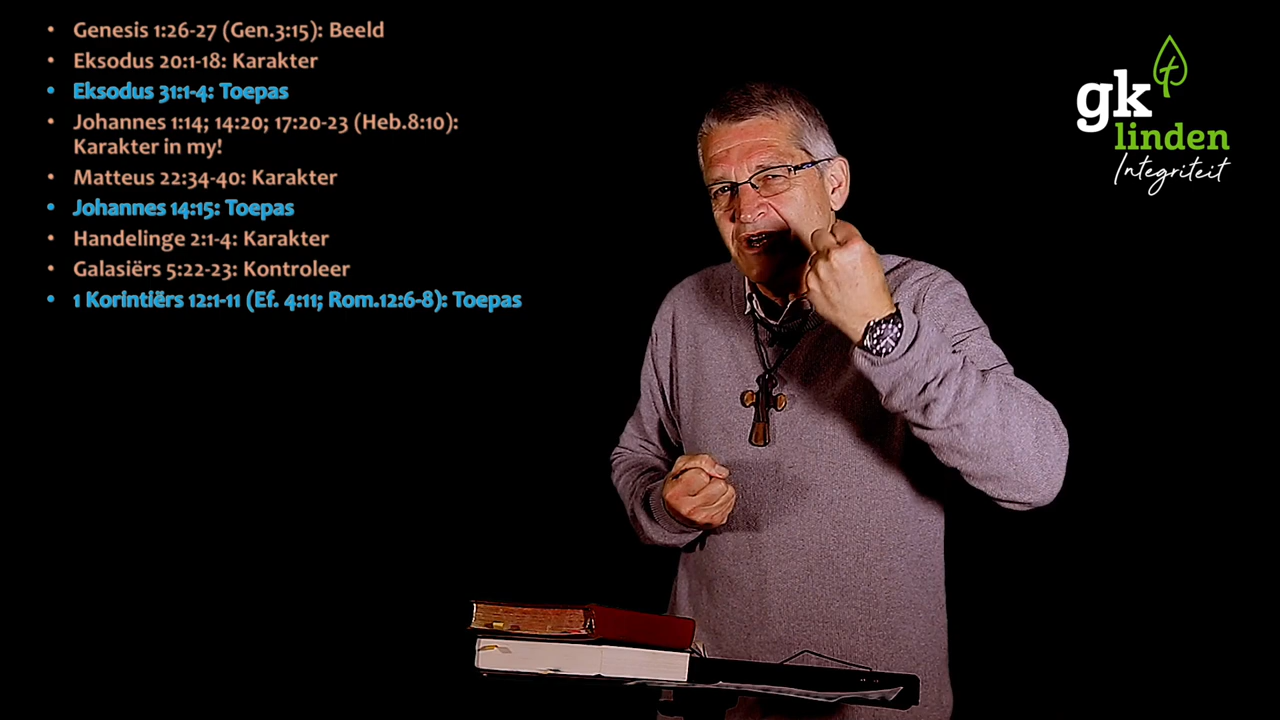 • Genesis 1:26-27 (Gen.3:15): Beeld
• Eksodus 20:1-18: Karakter
• Eksodus 31:1-4: Toepas
• Johannes 1:14; 14:20; 17:20-23 (Heb.8:10):
Karakter in my!
• Matteus 22:34-40: Karakter
• Johannes 14:15: Toepas
• Handelinge 2:1-4: Karakter
• Galasiërs 5:22-23: Kontroleer
• 1 Korintiërs 12:1-11 (Ef. 4:11; Rom.12:6-8): Toepas
gk
linden
Integriteit